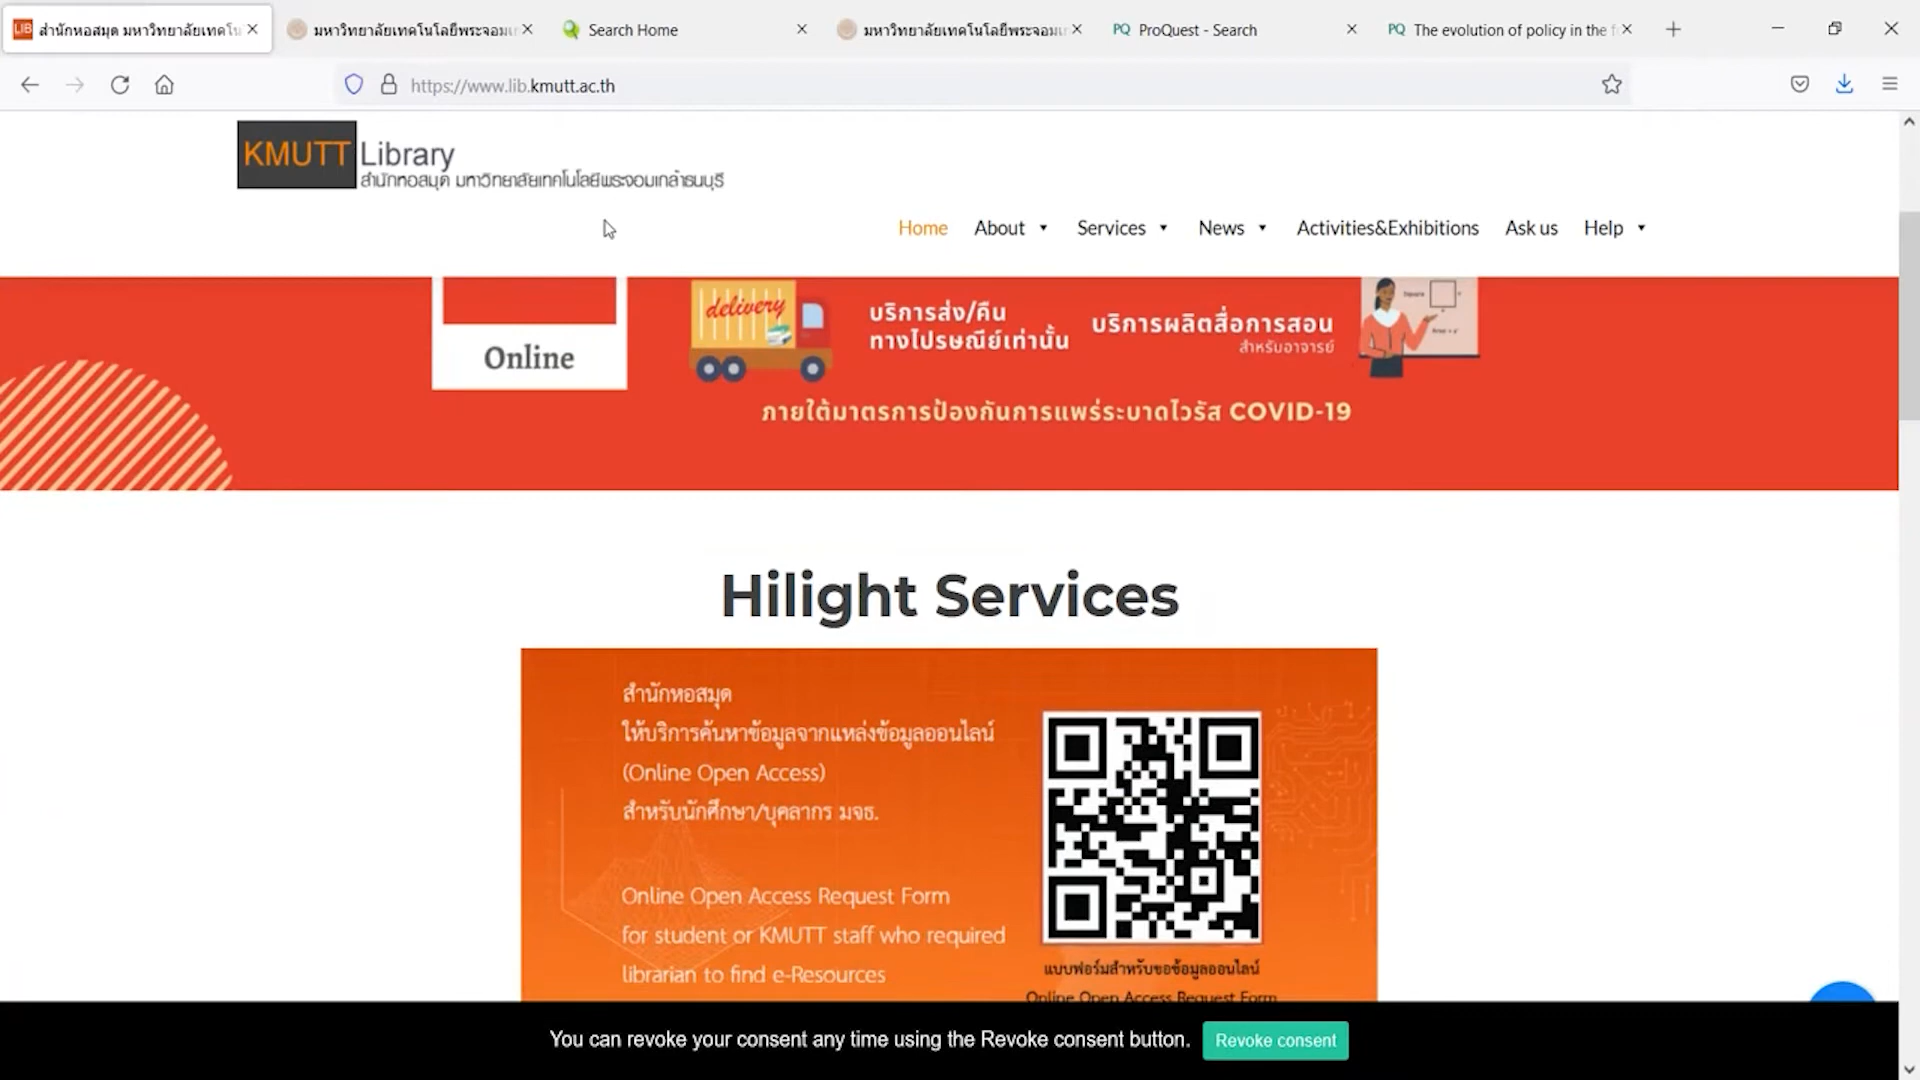 LIB สำนักหอสมุด มหาวิทยาลัยเทคโน
มหาวิทยาลัยเทคโนโลยีพระจอมเก
Search Home
มหาวิทยาลัยเทคโนโลยีพระจอมเก
PQ ProQuest - Search
PQ The evolution of policy in the f
https://www.lib.kmutt.ac.th
KMUTT Library
สำนักหอสมุด มหาวิทยาลัยเทคโนโลยีพระจอมเกล้าธนบุรี
Home About Services News Activities&Exhibitions Ask us Help
Online
delivery
บริการส่ง/คืน
ทางไปรษณีย์เท่านั้น
บริการผลิตสื่อการสอน
สำหรับอาจารย์
ภายใต้มาตรการป้องกันการแพร่ระบาดไวรัส COVID-19
Hilight Services
สำนักหอสมุด
ให้บริการค้นหาข้อมูลจากแหล่งข้อมูลออนไลน์
(Online Open Access)
สำหรับนักศึกษา/บุคลากร มจธ.
Online Open Access Request Form
for student or KMUTT staff who required
librarian to find e-Resources
แบบฟอร์มสำหรับขอข้อมูลออนไลน์
Online Open Access Request Form
You can revoke your consent any time using the Revoke consent button. Revoke consent